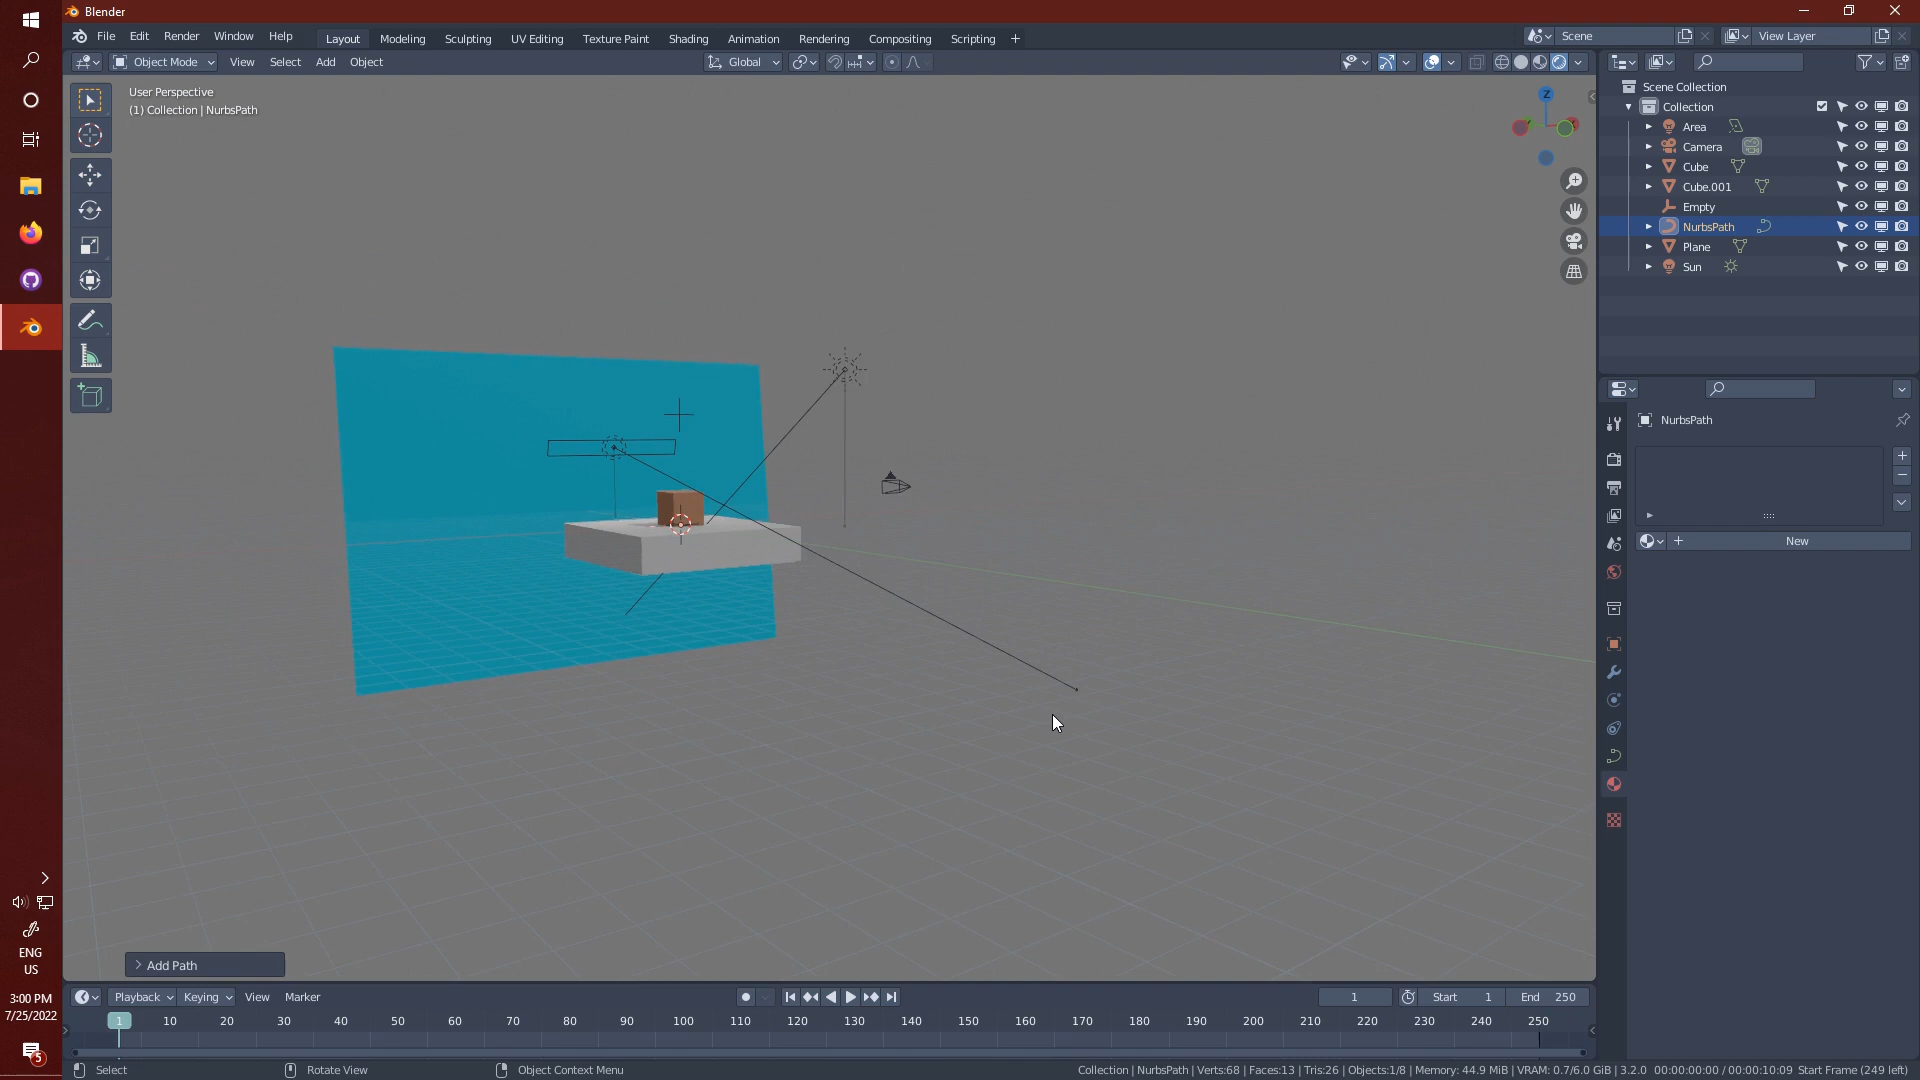 Blender
File Edit Render Window Help
Layout Modeling Sculpting UV Editing Texture Paint Shading Animation Rendering Compositing Scripting +
Scene
View Layer
Object Mode View Select Add Object
Global
User Perspective
(1) Collection | NurbsPath
Z
Scene Collection
Collection
Area
Camera
Cube
Cube.001
Empty
NurbsPath
Plane
Sun
NurbsPath
New
Add Path
Playback Keying View Marker
1
Start 1
End 250
1 10 20 30 40 50 60 70 80 90 100 110 120 130 140 150 160 170 180 190 200 210 220 230 240 250
Select
Rotate View
Object Context Menu
Collection | NurbsPath | Verts:68 | Faces:13 | Tris:26 | Objects:1/8 | Memory: 44.9 MiB | VRAM: 0.7/6.0 GiB | 3.2.0 00:00:00:00 / 00:00:10:09 Start Frame (249 left)
ENG
US
3:00 PM
7/25/2022
5